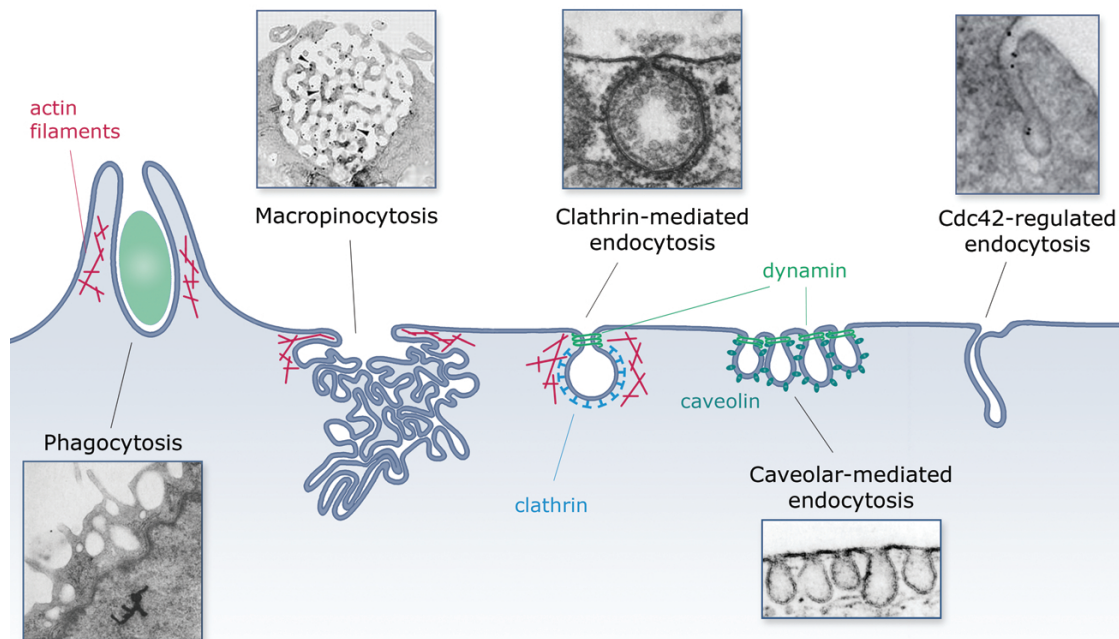 actin
filaments
Macropinocytosis
Clathrin-mediated
endocytosis
Cdc42-regulated
endocytosis
dynamin
caveolin
Phagocytosis
clathrin
Caveolar-mediated
endocytosis